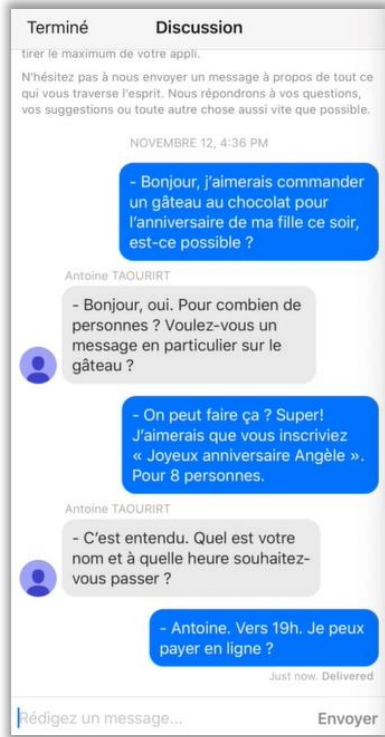 Terminé Discussion
tirer le maximum de votre appli.
N'hésitez pas à nous envoyer un message à propos de tout ce
qui vous traverse l'esprit. Nous répondrons à vos questions,
vos suggestions ou toute autre chose aussi vite que possible.
NOVEMBRE 12, 4:36 PM
- Bonjour, j'aimerais commander
un gâteau au chocolat pour
l'anniversaire de ma fille ce soir,
est-ce possible ?
Antoine TAOURIRT
- Bonjour, oui. Pour combien de
personnes ? Voulez-vous un
message en particulier sur le
gâteau ?
- On peut faire ça ? Super!
J'aimerais que vous inscriviez
« Joyeux anniversaire Angèle ».
Pour 8 personnes.
Antoine TAOURIRT
- C'est entendu. Quel est votre
nom et à quelle heure souhaitez-
vous passer ?
- Antoine. Vers 19h. Je peux
payer en ligne ?
Just now. Delivered
Rédigez un message... Envoyer